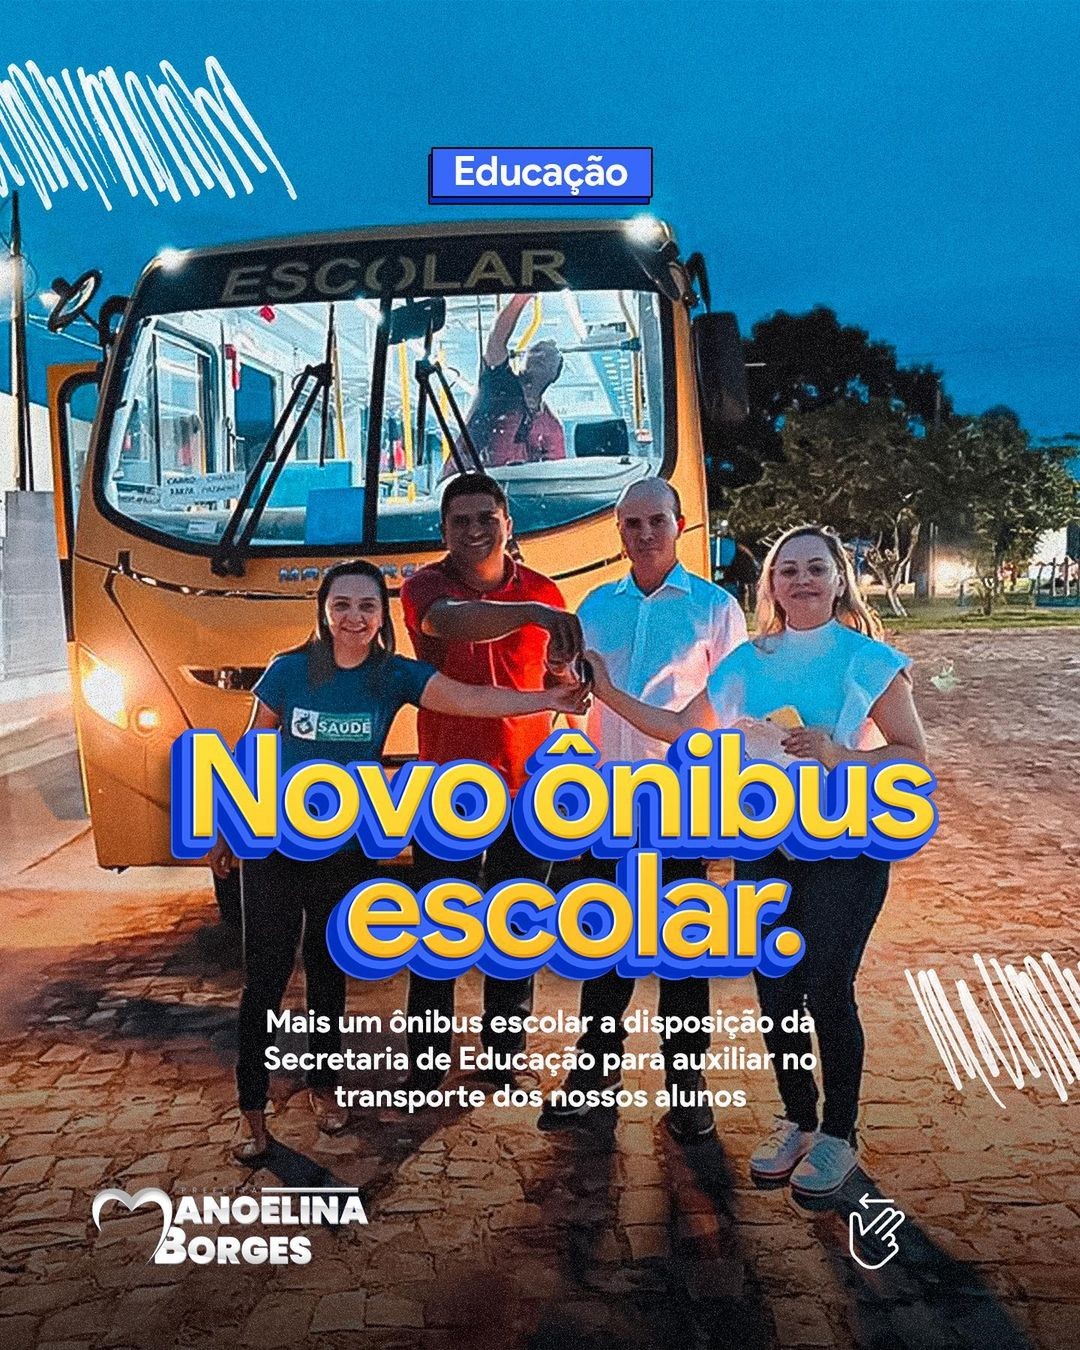 Educação
ESCOLAR
SAÚDE
Novo ônibus
escolar.
Mais um ônibus escolar a disposição da
Secretaria de Educação para auxiliar no
transporte dos nossos alunos
PREFEITA
MANOELINA
BORGES